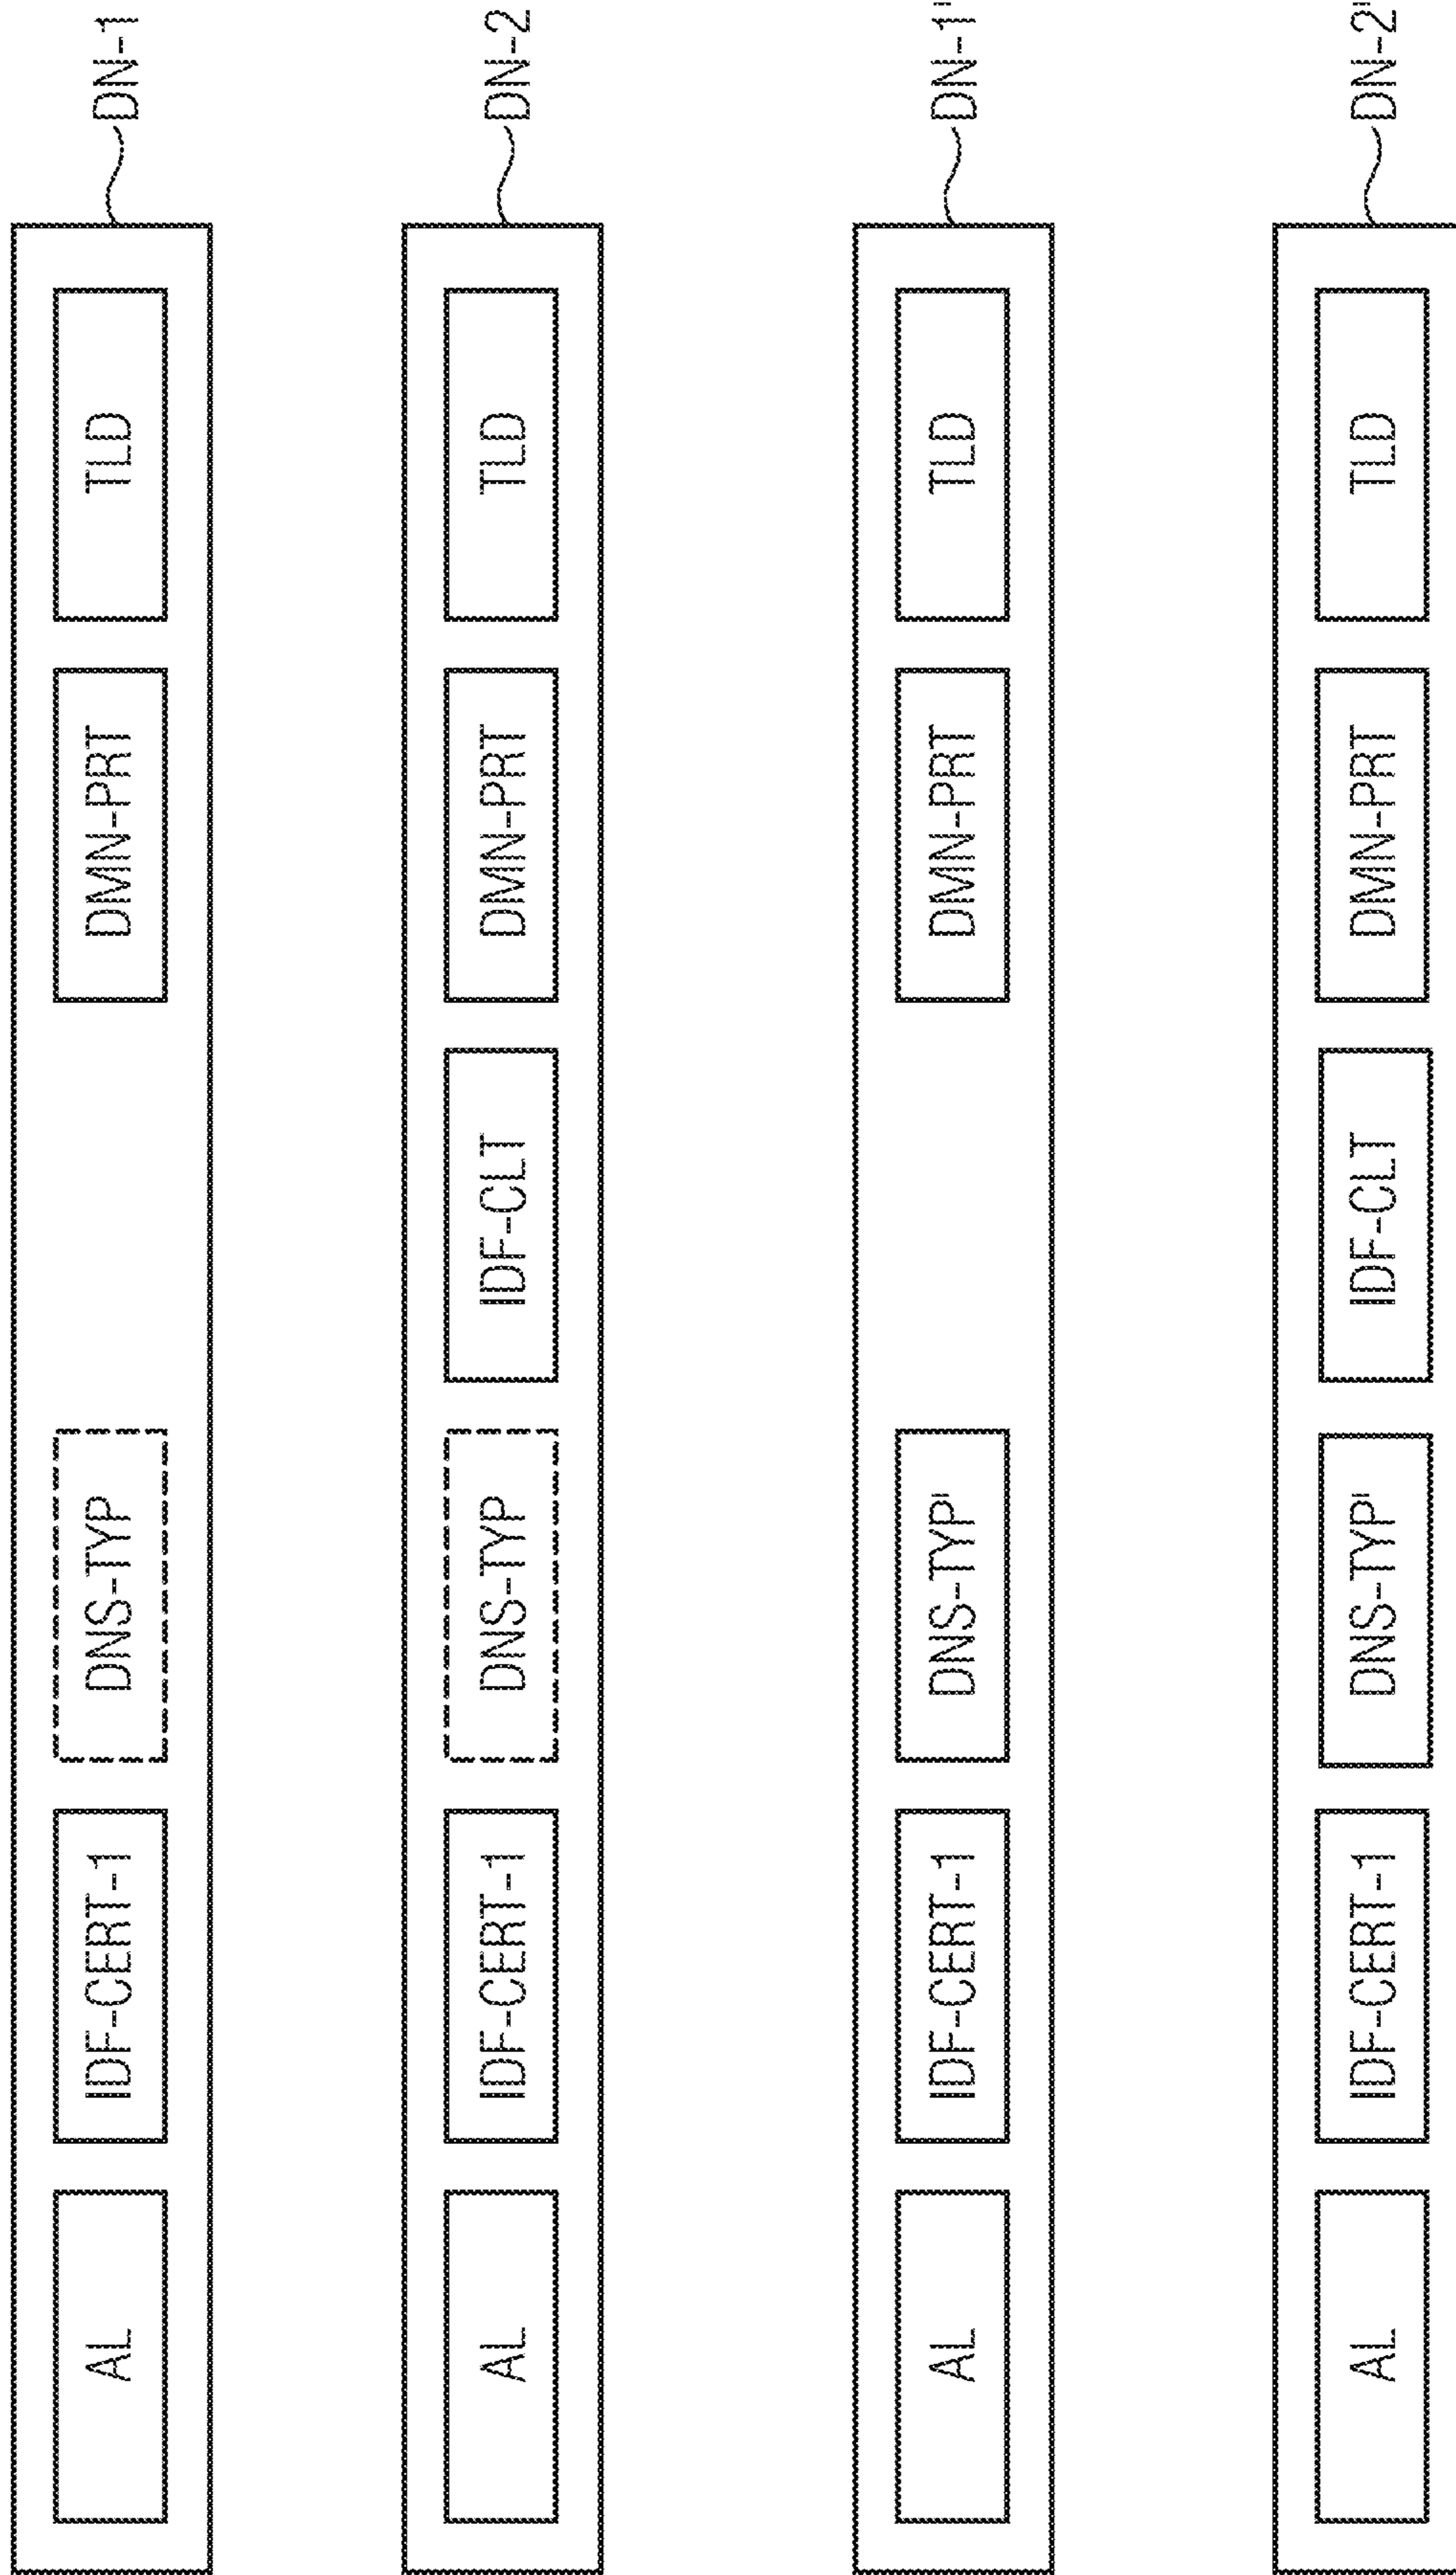 AL IDF-CERT-1 DNS-TYP DMN-PRT TLD DN-1
AL IDF-CERT-1 DNS-TYP IDF-CLT DMN-PRT TLD DN-2
AL IDF-CERT-1 DNS-TYP' DMN-PRT TLD DN-1'
AL IDF-CERT-1 DNS-TYP' IDF-CLT DMN-PRT TLD DN-2'